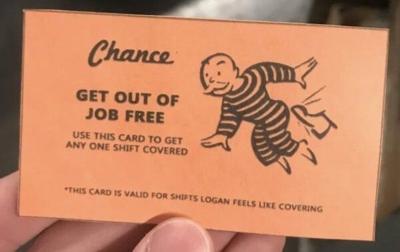 Chance
GET OUT OF
JOB FREE
USE THIS CARD TO GET
ANY ONE SHIFT COVERED
*THIS CARD IS VALID FOR SHIFTS LOGAN FEELS LIKE COVERING